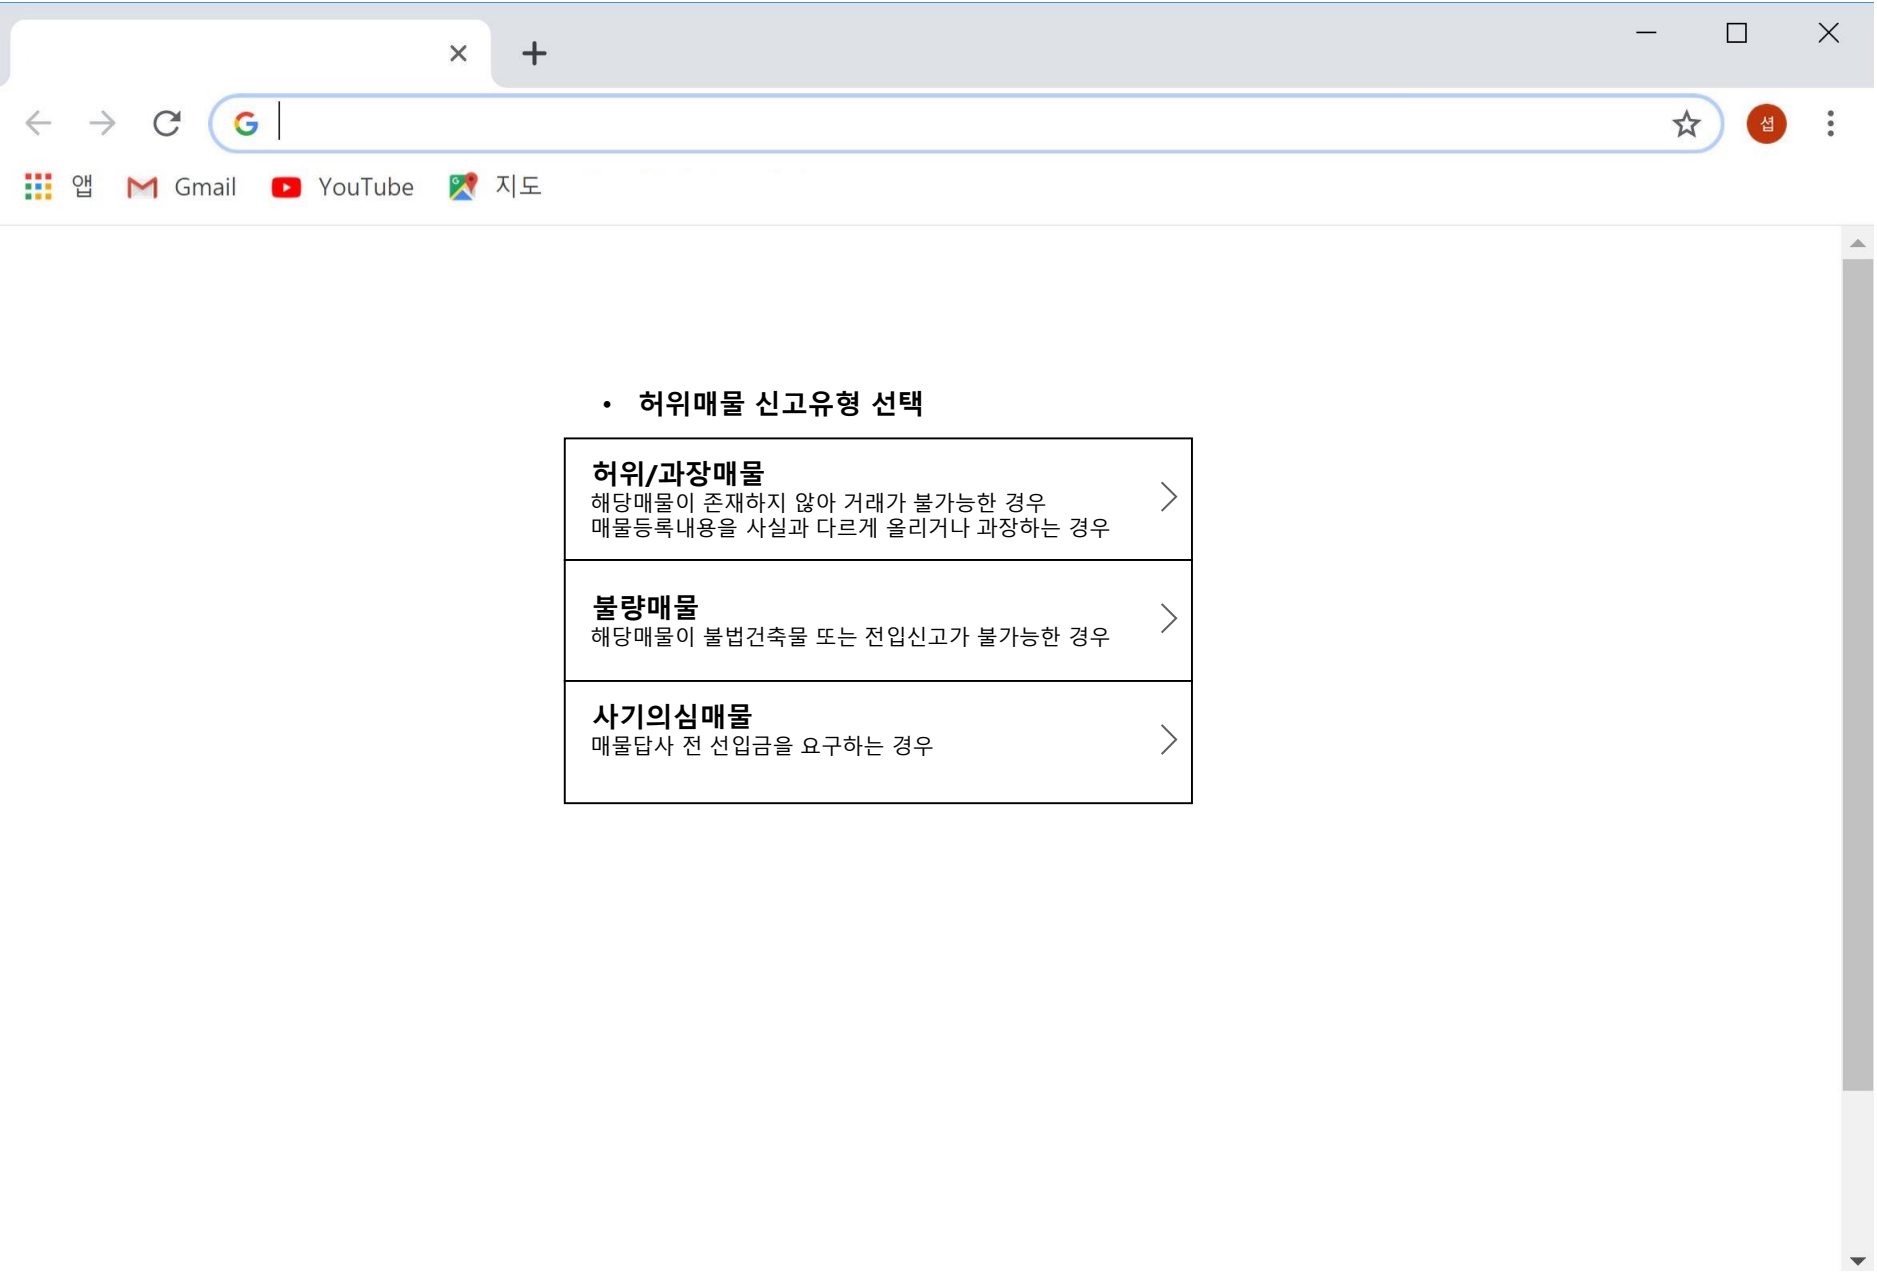 섭
앱 Gmail YouTube 지도
• 허위매물 신고유형 선택
허위/과장매물
해당매물이 존재하지 않아 거래가 불가능한 경우
매물등록내용을 사실과 다르게 올리거나 과장하는 경우
불량매물
해당매물이 불법건축물 또는 전입신고가 불가능한 경우
사기의심매물
매물답사 전 선입금을 요구하는 경우